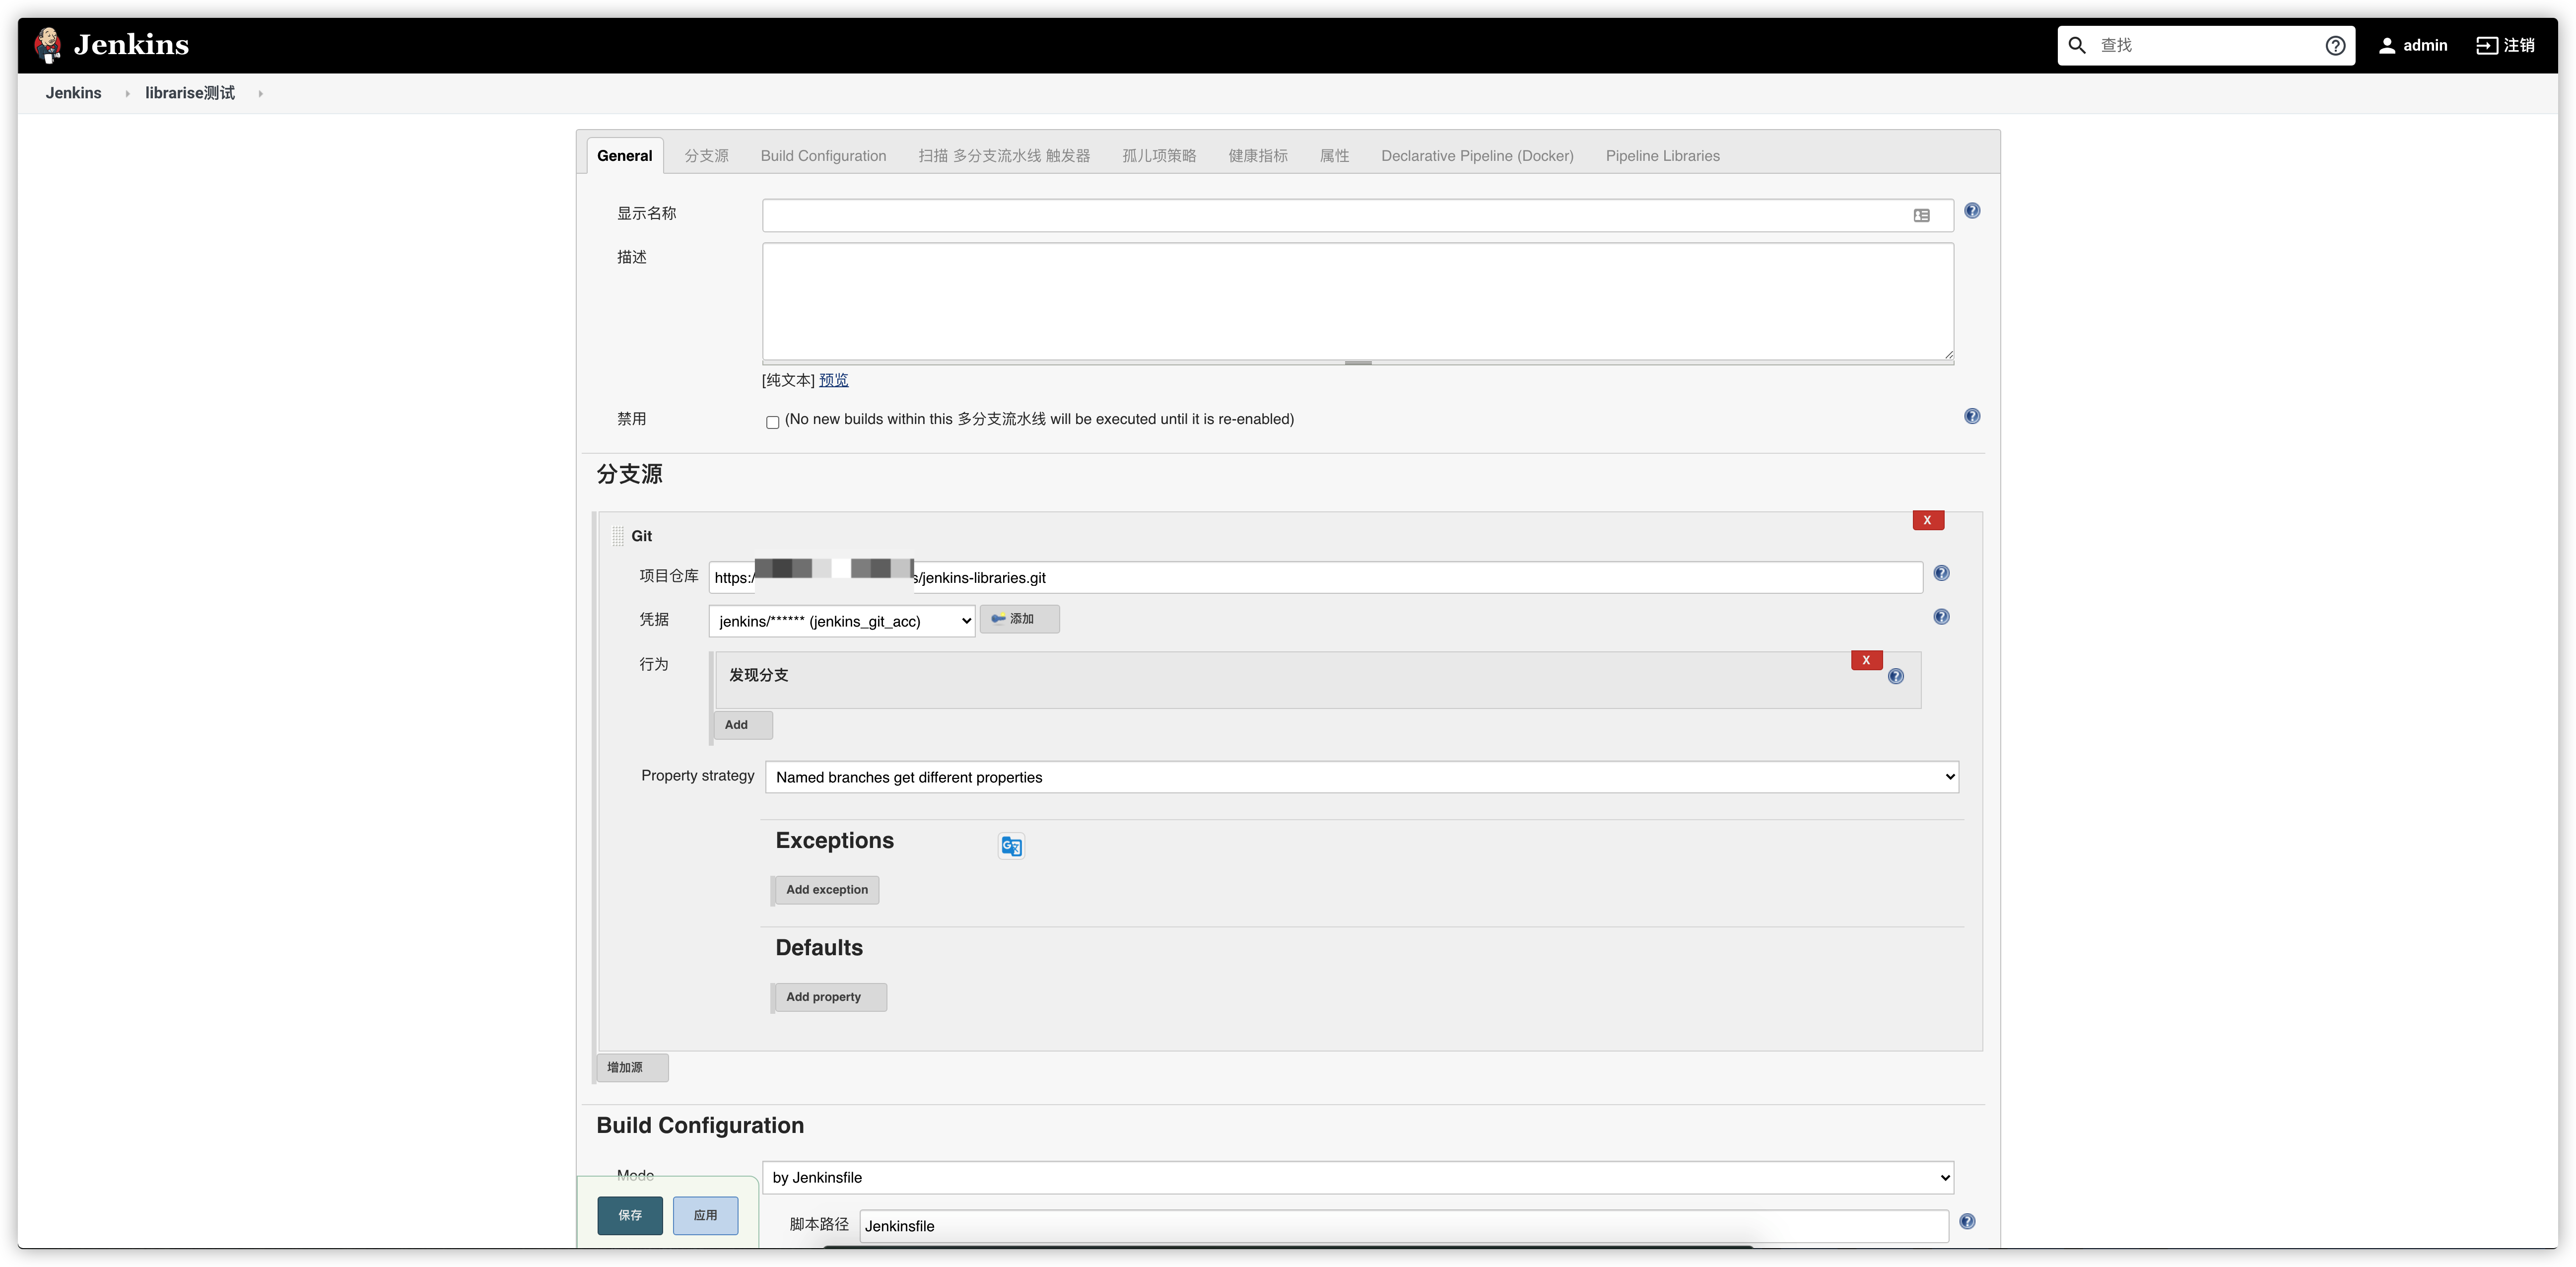 Jenkins
查找
admin
注销
Jenkins
librarise测试
General
分支源
Build Configuration
扫描 多分支流水线 触发器
孤儿项策略
健康指标
属性
Declarative Pipeline (Docker)
Pipeline Libraries
显示名称
描述
[纯文本] 预览
禁用
(No new builds within this 多分支流水线 will be executed until it is re-enabled)
分支源
X
Git
项目仓库
https:/
s/jenkins-libraries.git
凭据
jenkins/****** (jenkins_git_acc)
添加
行为
X
发现分支
Add
Property strategy
Named branches get different properties
Exceptions
Add exception
Defaults
Add property
增加源
Build Configuration
Mode
by Jenkinsfile
保存
应用
脚本路径
Jenkinsfile